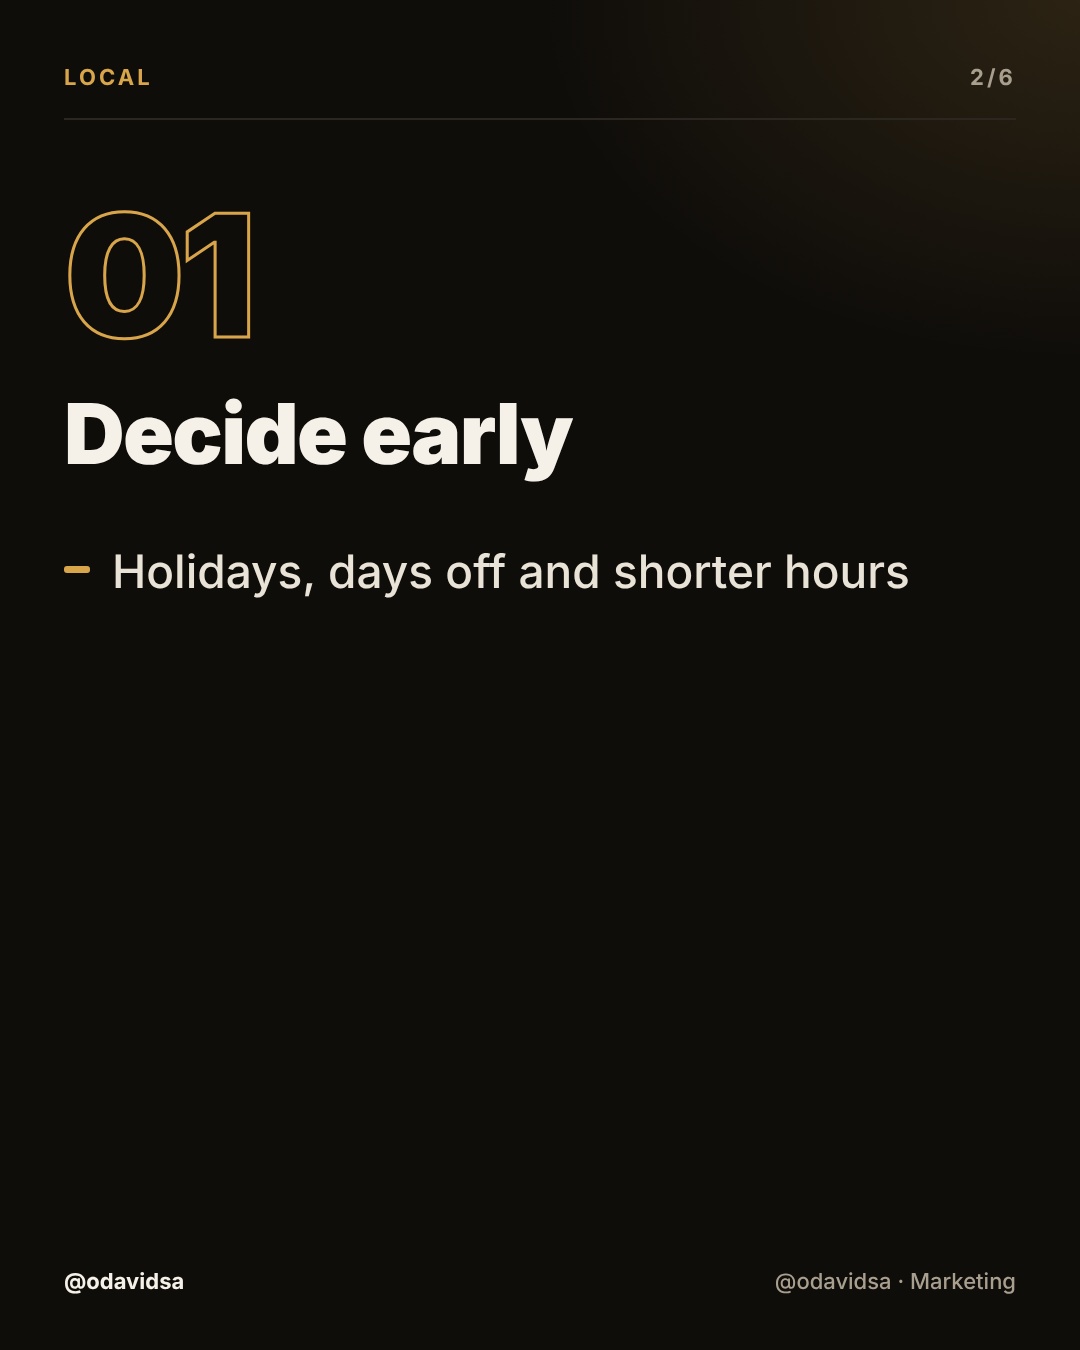 LOCAL
2/6
01
Decide early
Holidays, days off and shorter hours
@odavidsa
@odavidsa · Marketing